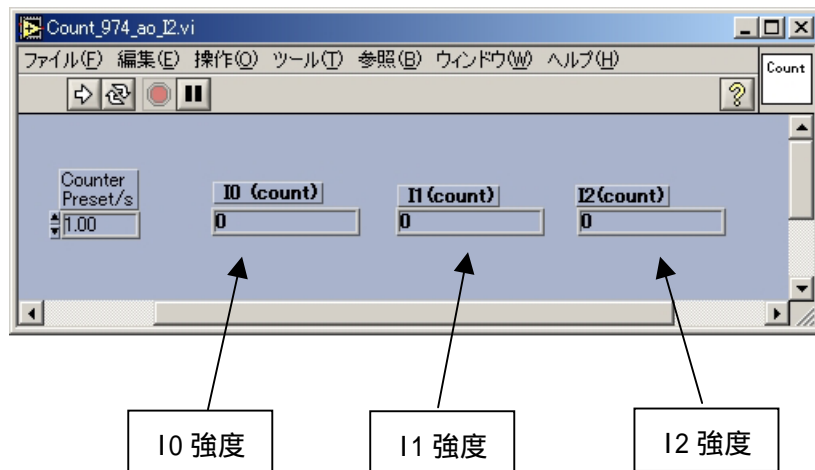 Count_974_ao_I2.vi
ファイル(F) 編集(E) 操作(O) ツール(T) 参照(B) ウィンドウ(W) ヘルプ(H)
Count
?
Counter
Preset/s
1.00
I0 (count)
0
I1(count)
0
I2(count)
0
I0 強度
I1 強度
I2 強度